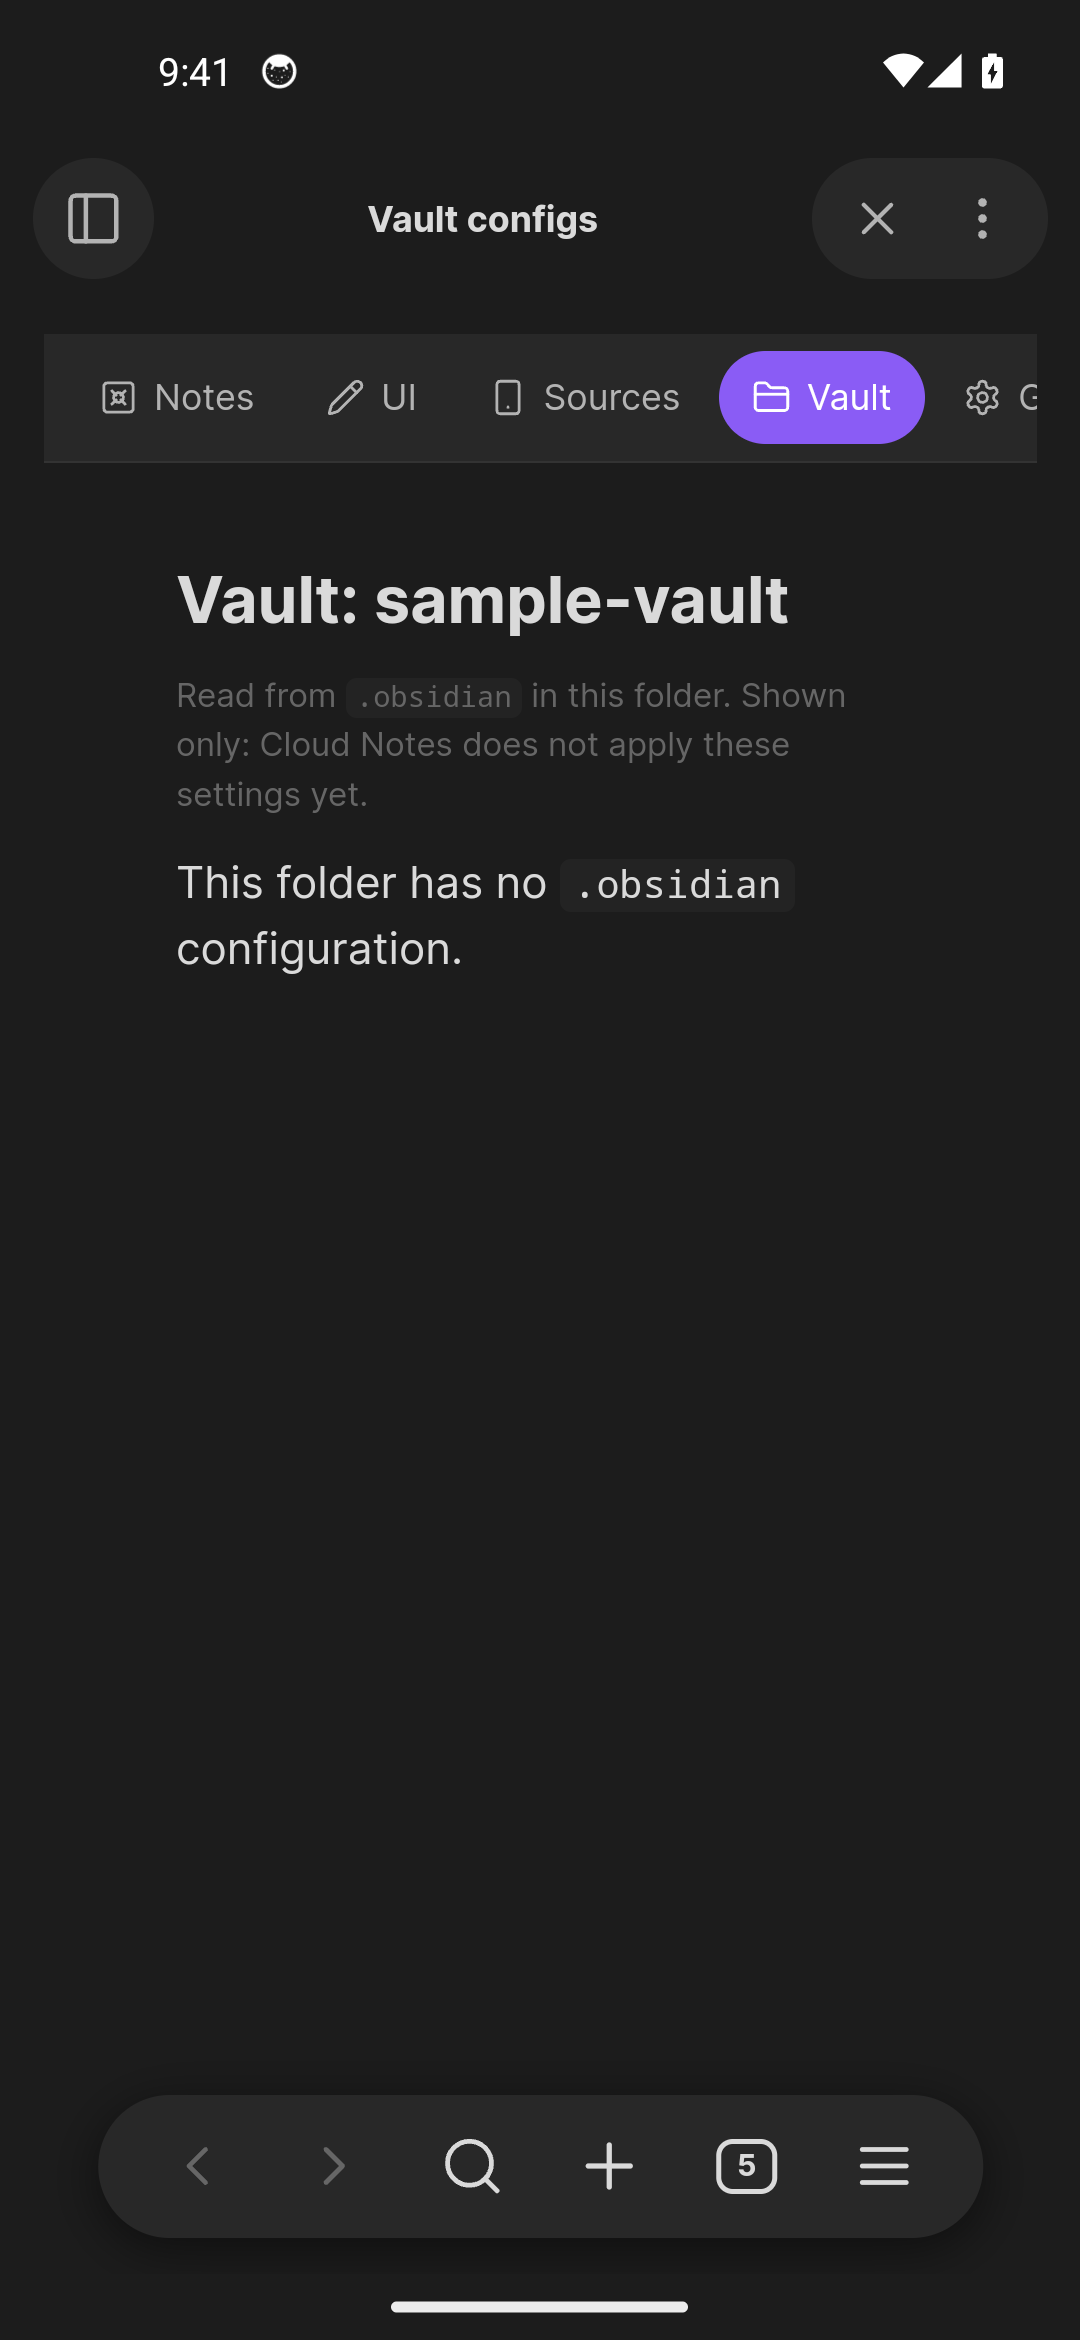 9:41
Vault configs
Notes UI Sources Vault G
Vault: sample-vault
Read from .obsidian in this folder. Shown
only: Cloud Notes does not apply these
settings yet.
This folder has no .obsidian
configuration.
5